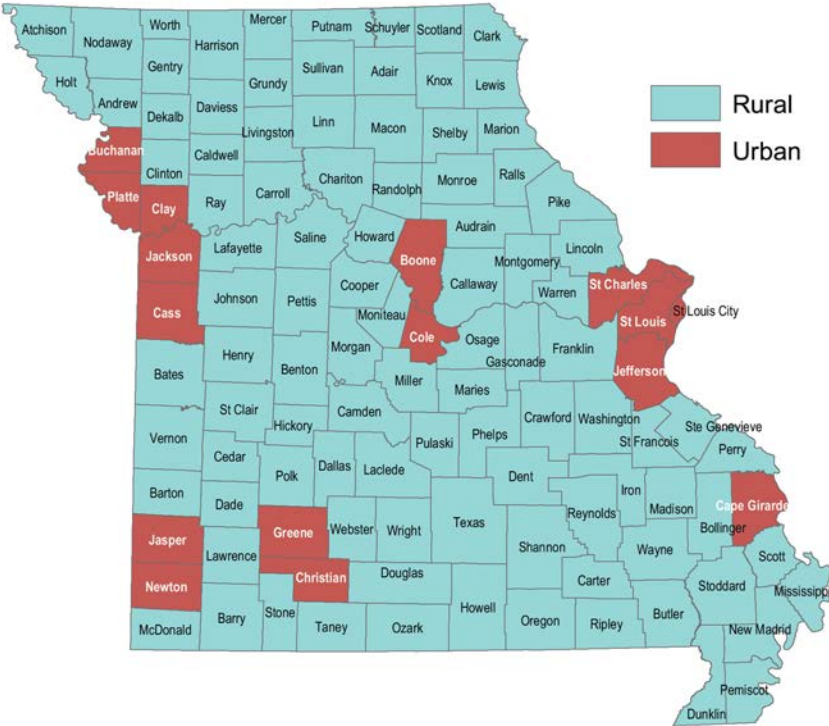 Atchison
Nodaway
Worth
Harrison
Mercer
Putnam
Schuyler
Scotland
Clark
Holt
Gentry
Sullivan
Adair
Knox
Lewis
Grundy
Andrew
Dekalb
Daviess
Livingston
Linn
Macon
Shelby
Marion
Rural
Urban
Buchanan
Clinton
Caldwell
Platte
Clay
Ray
Carroll
Chariton
Randolph
Monroe
Ralls
Pike
Jackson
Lafayette
Saline
Howard
Boone
Audrain
Callaway
Montgomery
Lincoln
Warren
St Charles
St Louis
St Louis City
Cass
Johnson
Pettis
Cooper
Moniteau
Cole
Osage
Gasconade
Franklin
Jefferson
Bates
Henry
Benton
Morgan
Miller
Maries
St Clair
Hickory
Camden
Pulaski
Phelps
Crawford
Washington
St Francois
Ste Genevieve
Perry
Vernon
Cedar
Polk
Dallas
Laclede
Dent
Iron
Madison
Cape Girarde
Bollinger
Barton
Dade
Jasper
Greene
Webster
Wright
Texas
Reynolds
Shannon
Wayne
Scott
Lawrence
Newton
Christian
Douglas
Carter
Stoddard
Mississippi
McDonald
Barry
Stone
Taney
Ozark
Howell
Oregon
Ripley
Butler
New Madrid
Pemiscot
Dunklin